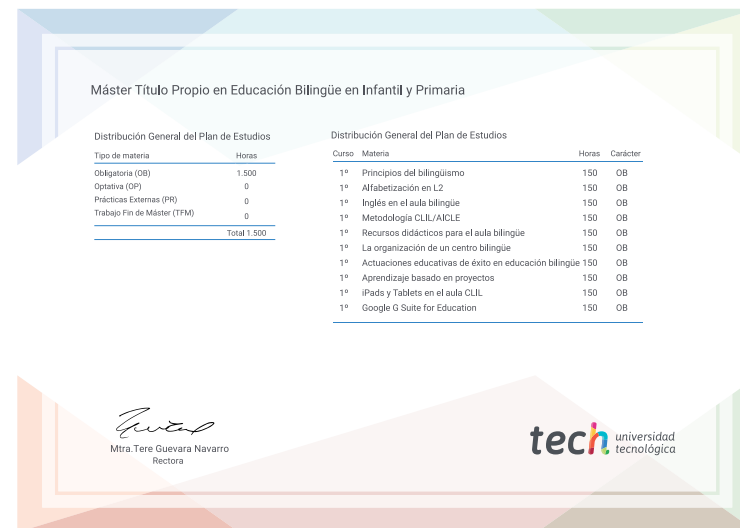 Máster Título Propio en Educación Bilingüe en Infantil y Primaria
Distribución General del Plan de Estudios
Tipo de materia Horas
Obligatoria (OB) 1.500
Optativa (OP) 0
Prácticas Externas (PR) 0
Trabajo Fin de Máster (TFM) 0
Total 1.500
Distribución General del Plan de Estudios
Curso Materia Horas Carácter
1º Principios del bilingüismo 150 OB
1º Alfabetización en L2 150 OB
1º Inglés en el aula bilingüe 150 OB
1º Metodología CLIL/AICLE 150 OB
1º Recursos didácticos para el aula bilingüe 150 OB
1º La organización de un centro bilingüe 150 OB
1º Actuaciones educativas de éxito en educación bilingüe 150 OB
1º Aprendizaje basado en proyectos 150 OB
1º iPads y Tablets en el aula CLIL 150 OB
1º Google G Suite for Education 150 OB
Mtra.Tere Guevara Navarro
Rectora
tech universidad
tecnológica